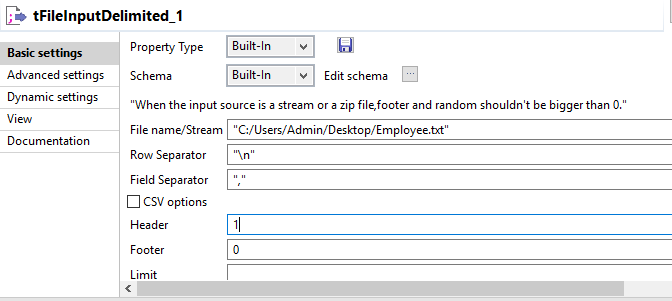 tFileInputDelimited_1
Basic settings
Advanced settings
Dynamic settings
View
Documentation
Property Type Built-In
Schema Built-In Edit schema ...
"When the input source is a stream or a zip file,footer and random shouldn't be bigger than 0."
File name/Stream "C:/Users/Admin/Desktop/Employee.txt"
Row Separator "\n"
Field Separator ","
CSV options
Header 1
Footer 0
Limit